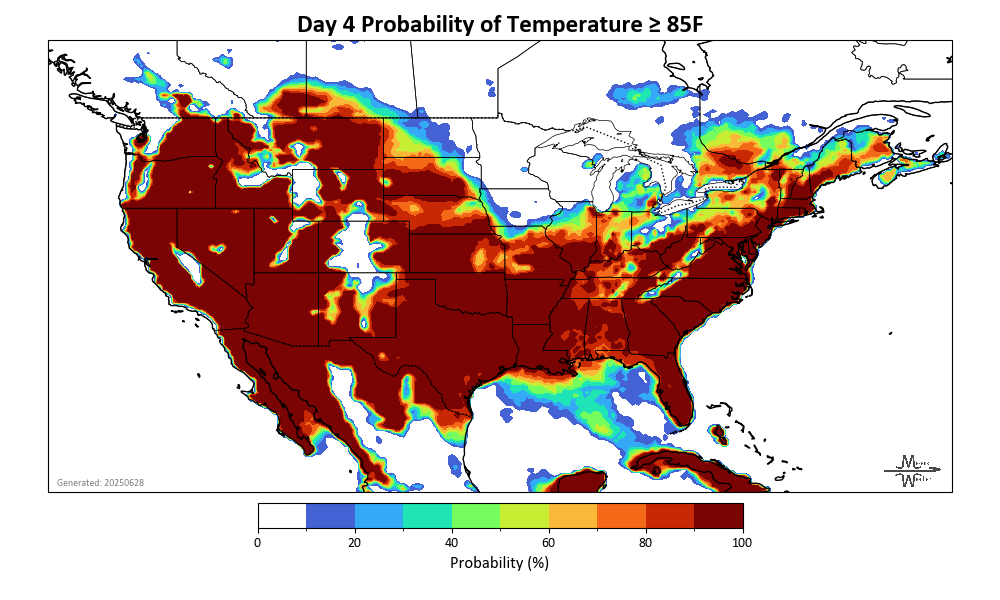 Day 4 Probability of Temperature ≥ 85F
Generated: 20250628
0 20 40 60 80 100
Probability (%)